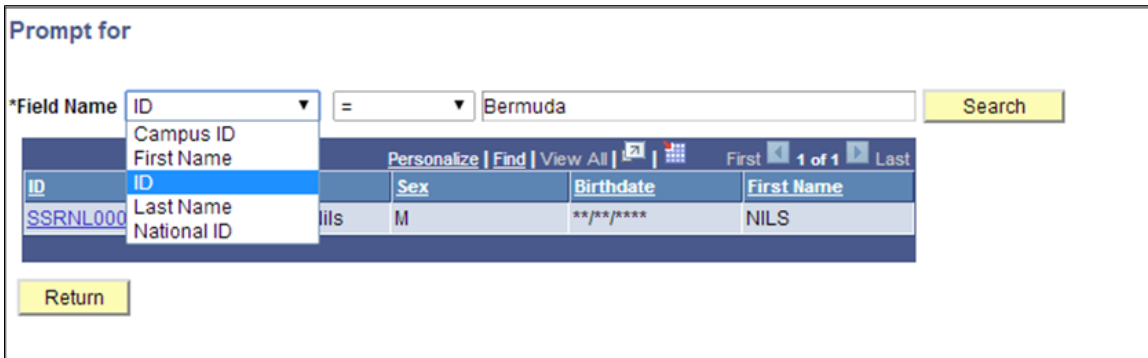 Prompt for
*Field Name ID = Bermuda Search
Campus ID
First Name
ID
Last Name
National ID
Personalize | Find | View All | | First 1 of 1 Last
ID Sex Birthdate First Name
SSRNL000 ils M **/**/**** NILS
Return